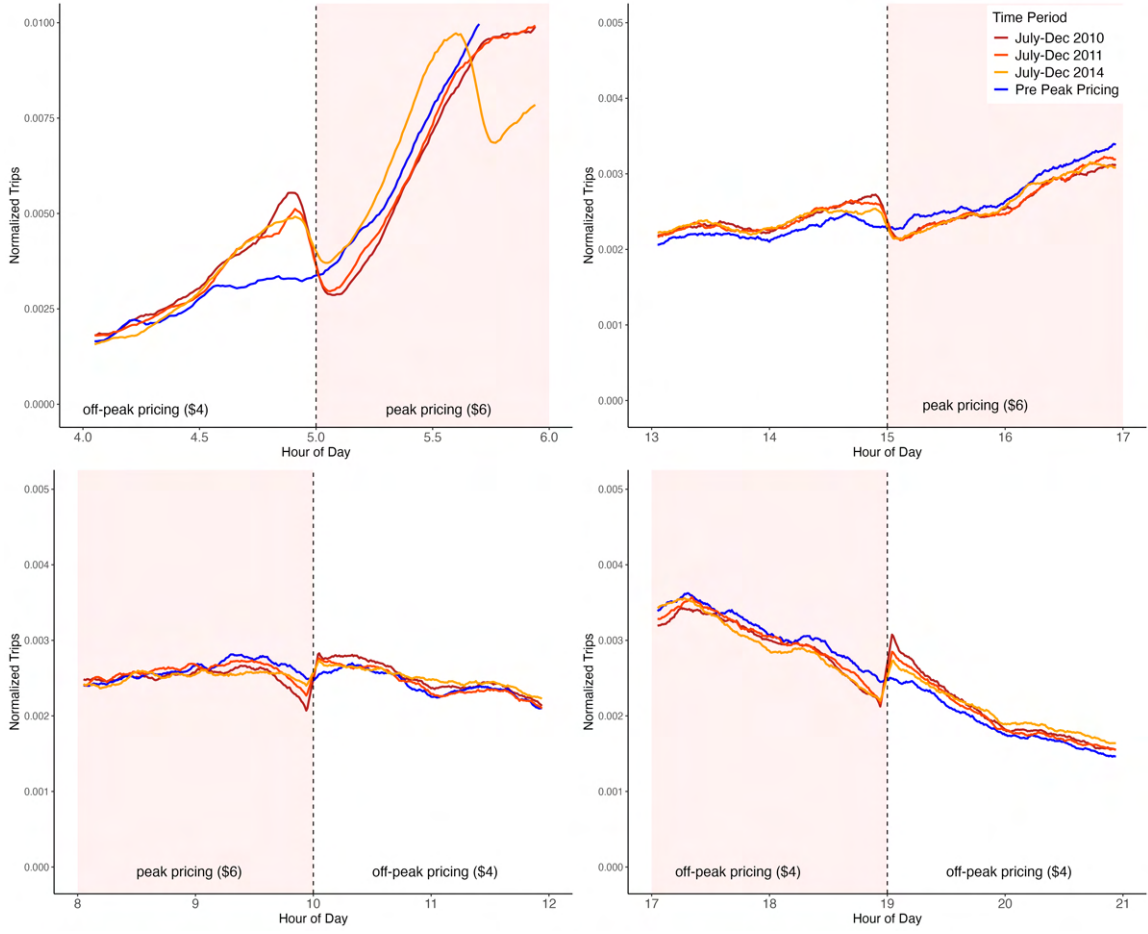 0.0100
0.0075
0.0050
0.0025
0.0000
Normalized Trips
off-peak pricing ($4)
peak pricing ($6)
4.0 4.5 5.0 5.5 6.0
Hour of Day
0.005
0.004
0.003
0.002
0.001
0.000
Normalized Trips
Time Period
July-Dec 2010
July-Dec 2011
July-Dec 2014
Pre Peak Pricing
peak pricing ($6)
13 14 15 16 17
Hour of Day
0.005
0.004
0.003
0.002
0.001
0.000
Normalized Trips
peak pricing ($6)
off-peak pricing ($4)
8 9 10 11 12
Hour of Day
0.005
0.004
0.003
0.002
0.001
0.000
Normalized Trips
off-peak pricing ($4)
off-peak pricing ($4)
17 18 19 20 21
Hour of Day